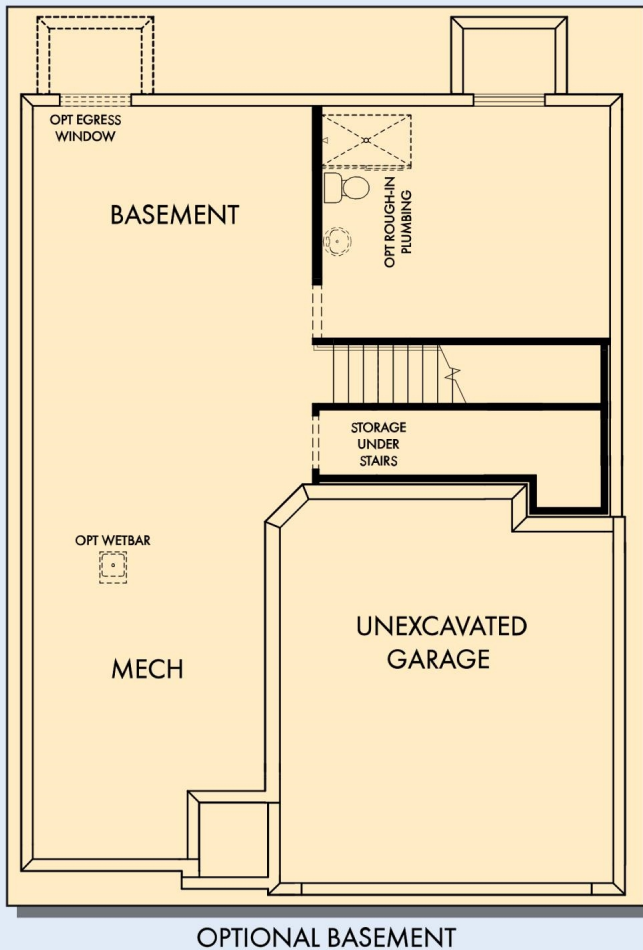 OPT EGRESS
WINDOW
BASEMENT
OPT ROUGH-IN
PLUMBING
STORAGE
UNDER
STAIRS
OPT WETBAR
UNEXCAVATED
GARAGE
MECH
OPTIONAL BASEMENT